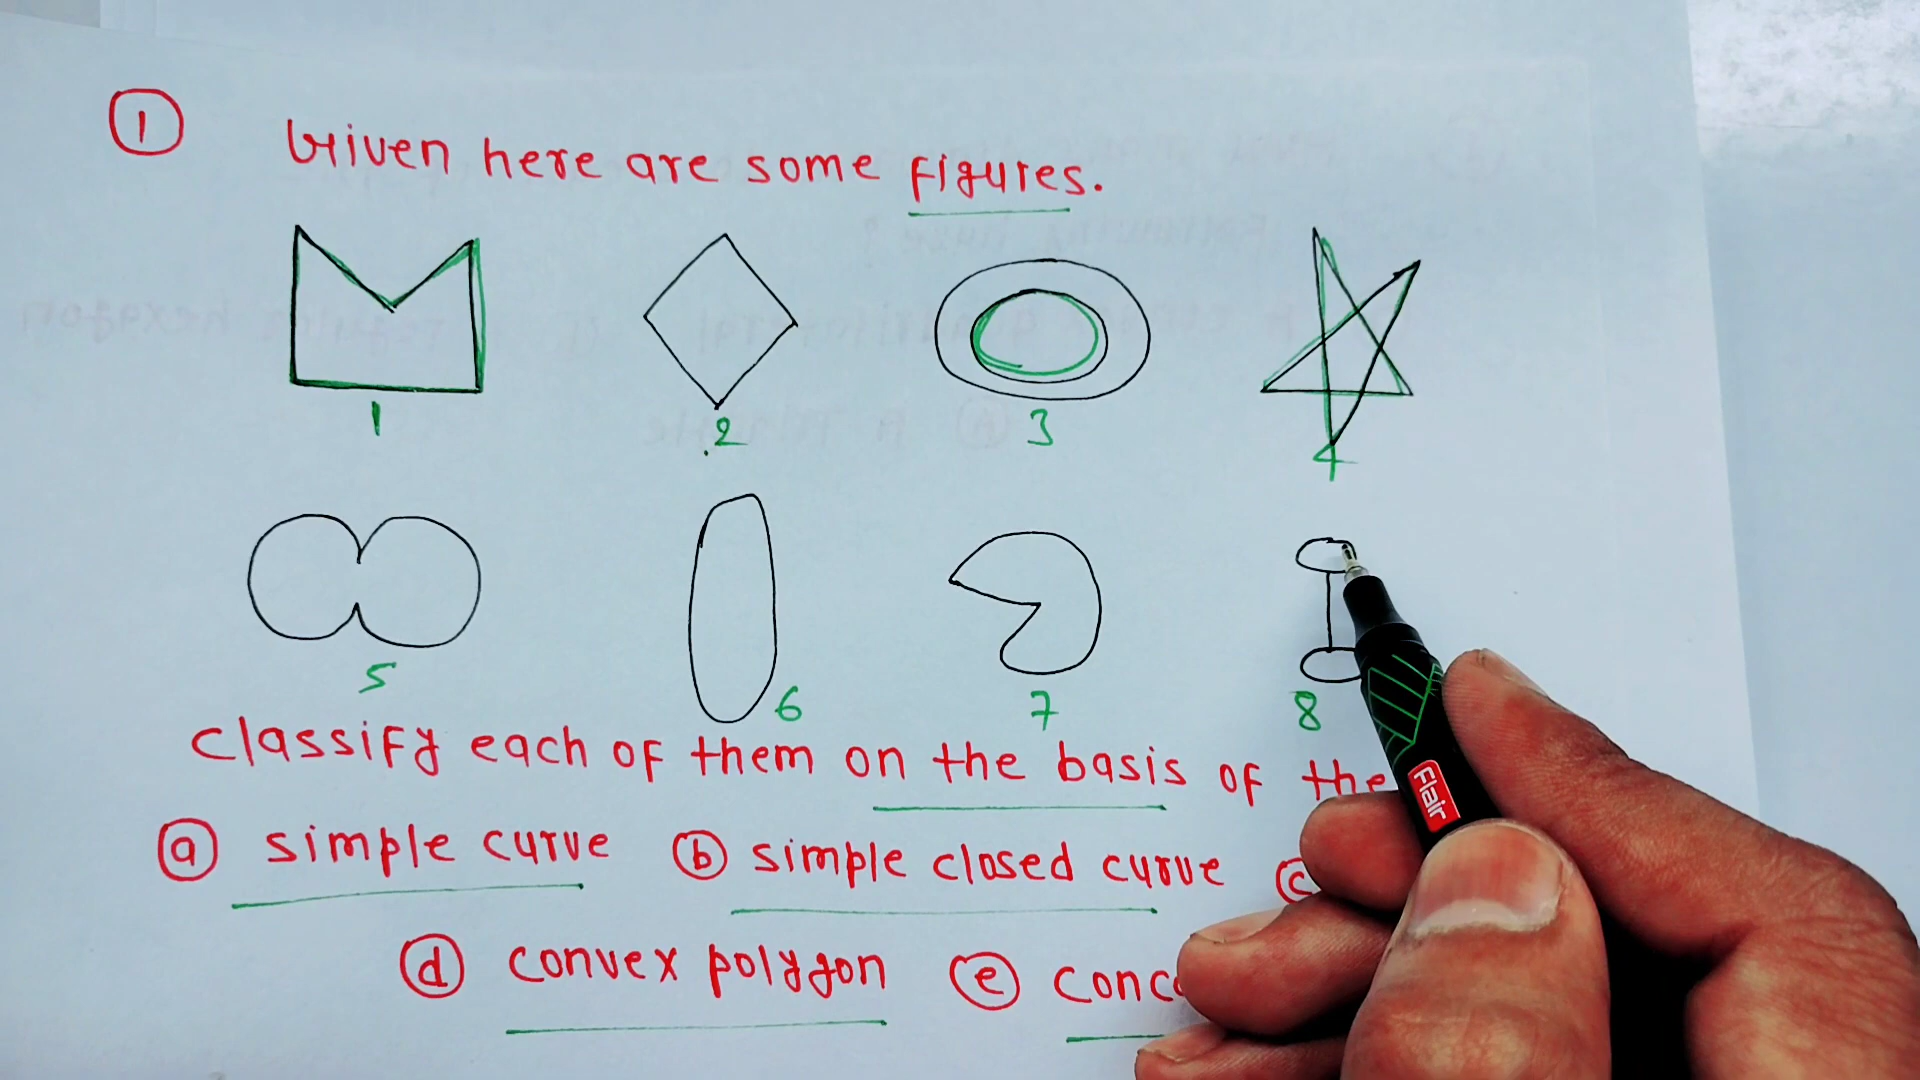 1 Given here are some figures.
1 2 3 4
5 6 7 8
classify each of them on the basis of the
a simple curve b simple closed curve c
d convex polygon e conc
Flair